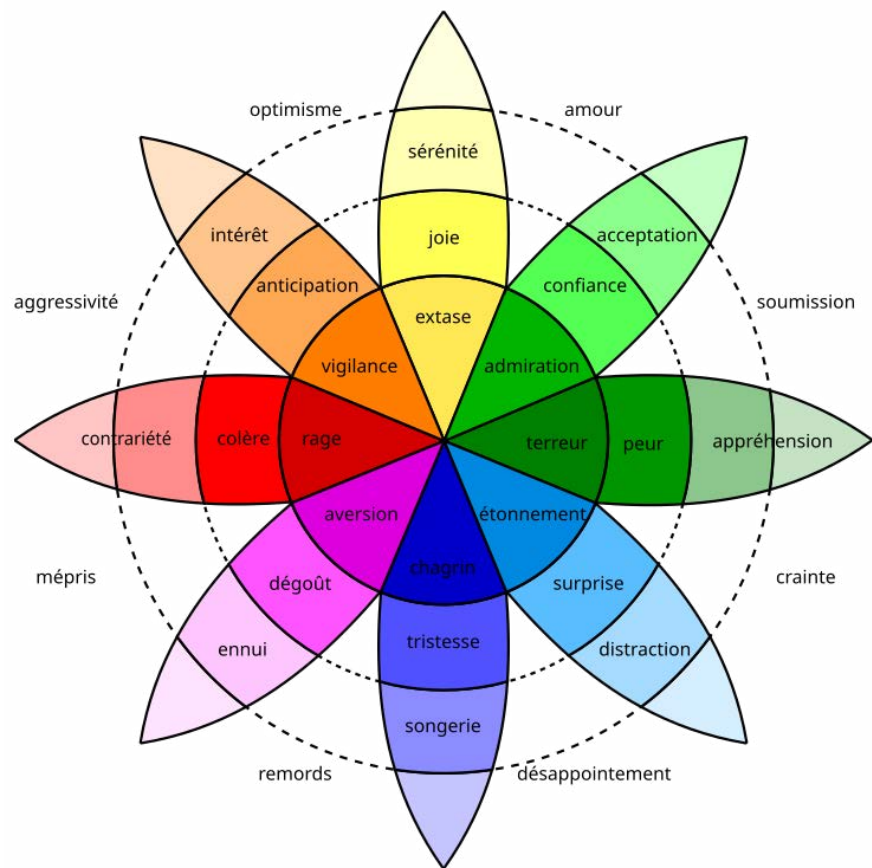 optimisme
amour
sérénité
intérêt
joie
acceptation
anticipation
confiance
aggressivité
extase
soumission
vigilance
admiration
contrariété
colère
rage
terreur
peur
appréhension
aversion
étonnement
mépris
dégoût
chagrin
surprise
crainte
ennui
tristesse
distraction
songerie
remords
désappointement